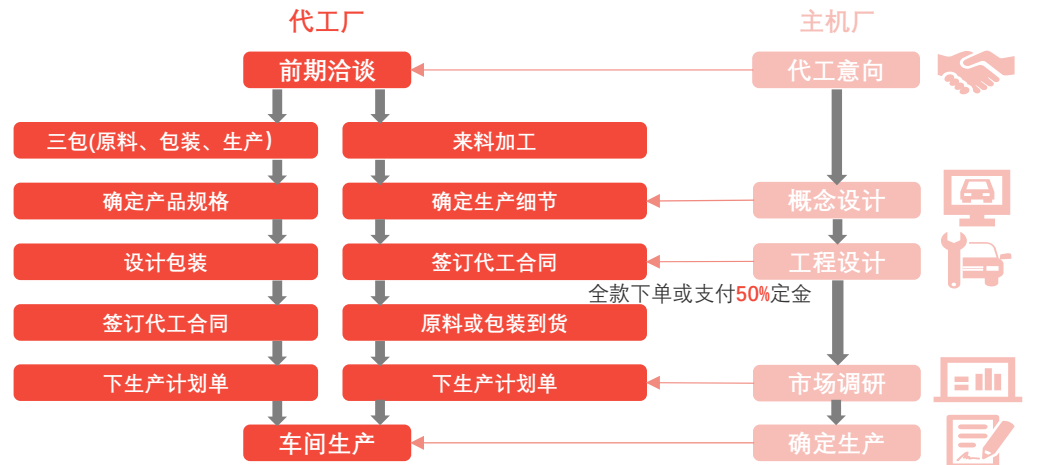 代工厂
主机厂
前期洽谈
代工意向
三包(原料、包装、生产）
来料加工
确定产品规格
确定生产细节
概念设计
设计包装
签订代工合同
工程设计
全款下单或支付50%定金
签订代工合同
原料或包装到货
下生产计划单
下生产计划单
市场调研
车间生产
确定生产